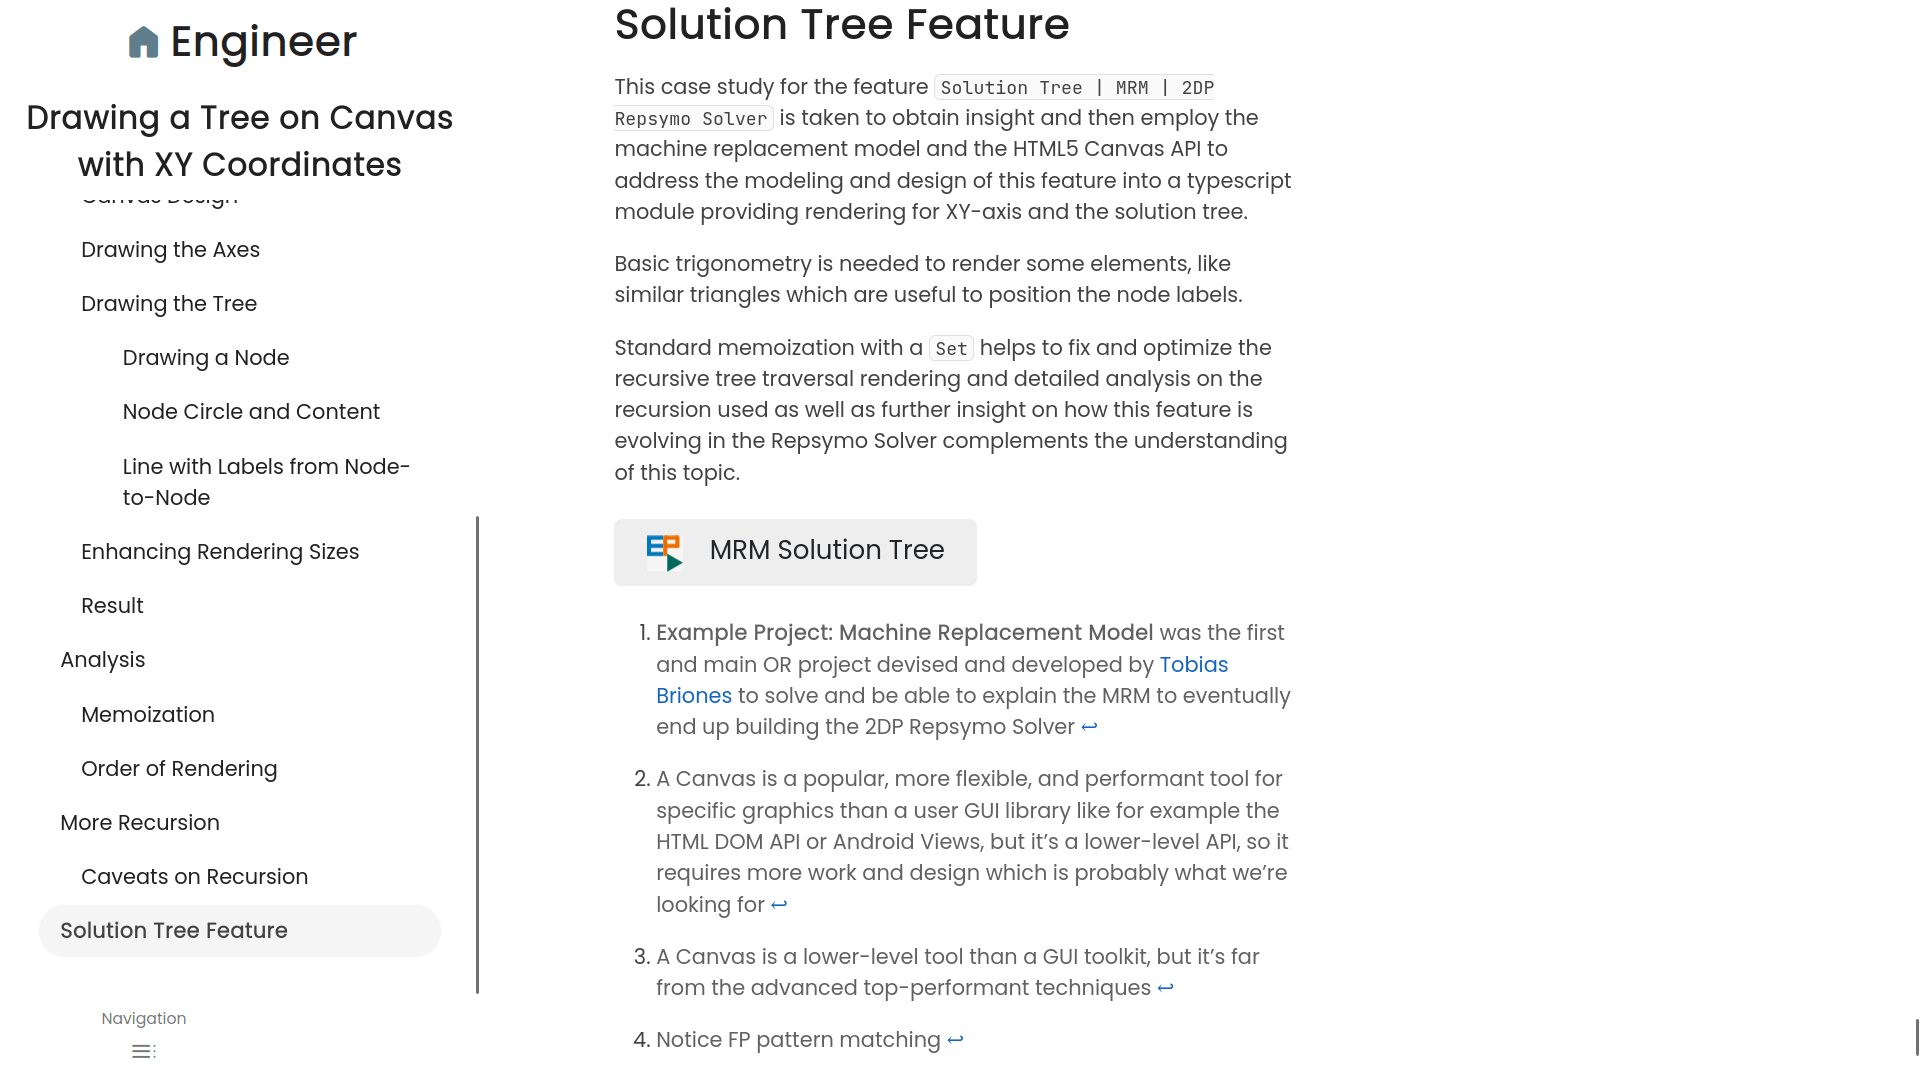 Engineer
Drawing a Tree on Canvas
with XY Coordinates
Canvas Design
Drawing the Axes
Drawing the Tree
Drawing a Node
Node Circle and Content
Line with Labels from Node-
to-Node
Enhancing Rendering Sizes
Result
Analysis
Memoization
Order of Rendering
More Recursion
Caveats on Recursion
Solution Tree Feature
Navigation
Solution Tree Feature
This case study for the feature Solution Tree | MRM | 2DP
Repsymo Solver is taken to obtain insight and then employ the
machine replacement model and the HTML5 Canvas API to
address the modeling and design of this feature into a typescript
module providing rendering for XY-axis and the solution tree.
Basic trigonometry is needed to render some elements, like
similar triangles which are useful to position the node labels.
Standard memoization with a Set helps to fix and optimize the
recursive tree traversal rendering and detailed analysis on the
recursion used as well as further insight on how this feature is
evolving in the Repsymo Solver complements the understanding
of this topic.
EP MRM Solution Tree
1. Example Project: Machine Replacement Model was the first
and main OR project devised and developed by Tobias
Briones to solve and be able to explain the MRM to eventually
end up building the 2DP Repsymo Solver ↩
2. A Canvas is a popular, more flexible, and performant tool for
specific graphics than a user GUI library like for example the
HTML DOM API or Android Views, but it’s a lower-level API, so it
requires more work and design which is probably what we’re
looking for ↩
3. A Canvas is a lower-level tool than a GUI toolkit, but it’s far
from the advanced top-performant techniques ↩
4. Notice FP pattern matching ↩